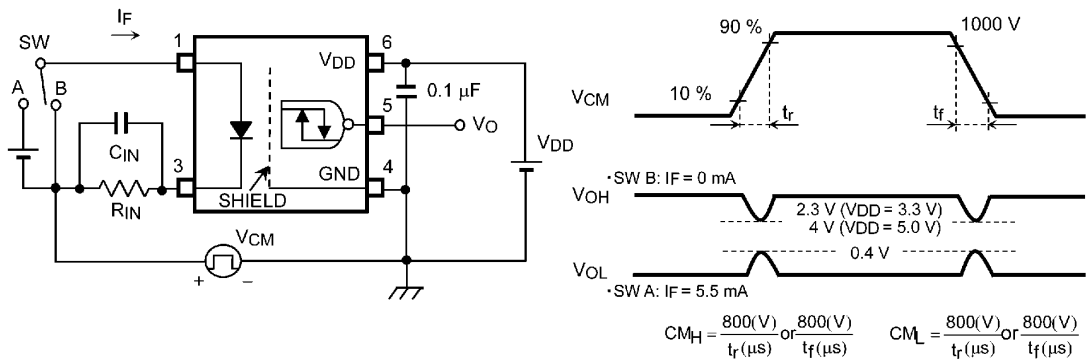 IF
SW
A
B
1
3
6
5
4
VDD
GND
SHIELD
CIN
RIN
0.1 μF
VO
VDD
VCM
+ −
90 %
1000 V
VCM
10 %
tr
tf
·SW B: IF = 0 mA
VOH
2.3 V (VDD = 3.3 V)
4 V (VDD = 5.0 V)
0.4 V
VOL
·SW A: IF = 5.5 mA
CMH = 800(V)/tr(μs) or 800(V)/tf(μs)
CML = 800(V)/tr(μs) or 800(V)/tf(μs)